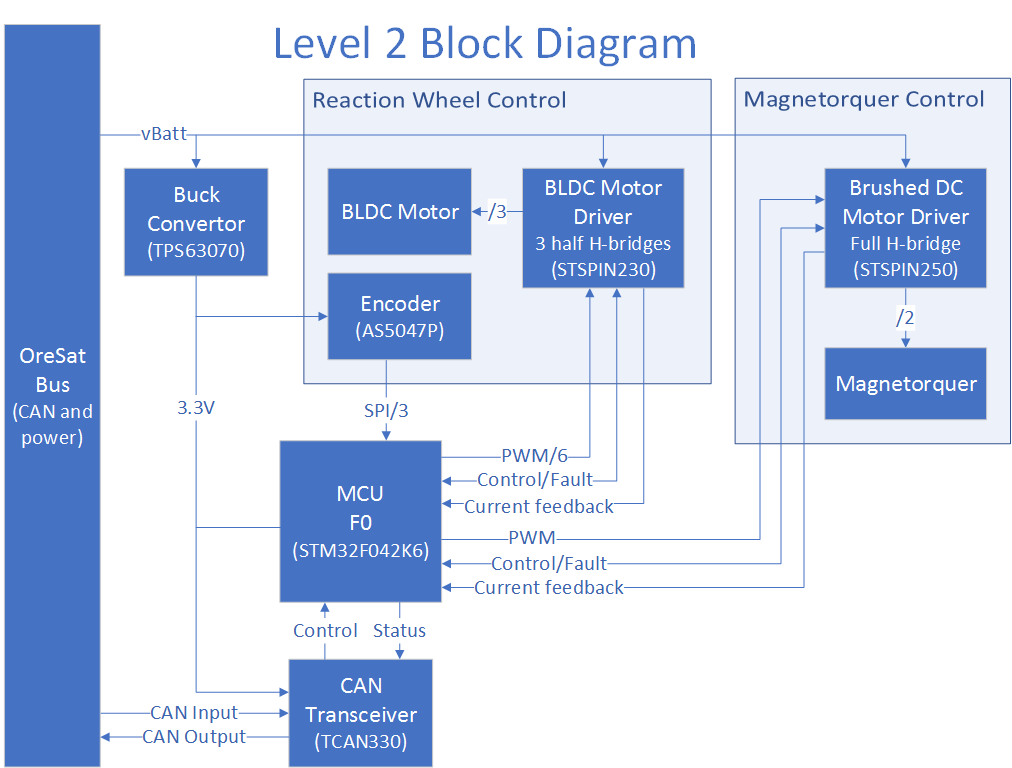 Level 2 Block Diagram
Reaction Wheel Control
Magnetorquer Control
vBatt
Buck
Convertor
(TPS63070)
BLDC Motor
/3
BLDC Motor
Driver
3 half H-bridges
(STSPIN230)
Brushed DC
Motor Driver
Full H-bridge
(STSPIN250)
Encoder
(AS5047P)
/2
Magnetorquer
OreSat
Bus
(CAN and
power)
3.3V
SPI/3
MCU
F0
(STM32F042K6)
PWM/6
Control/Fault
Current feedback
PWM
Control/Fault
Current feedback
Control
Status
CAN
Transceiver
(TCAN330)
CAN Input
CAN Output